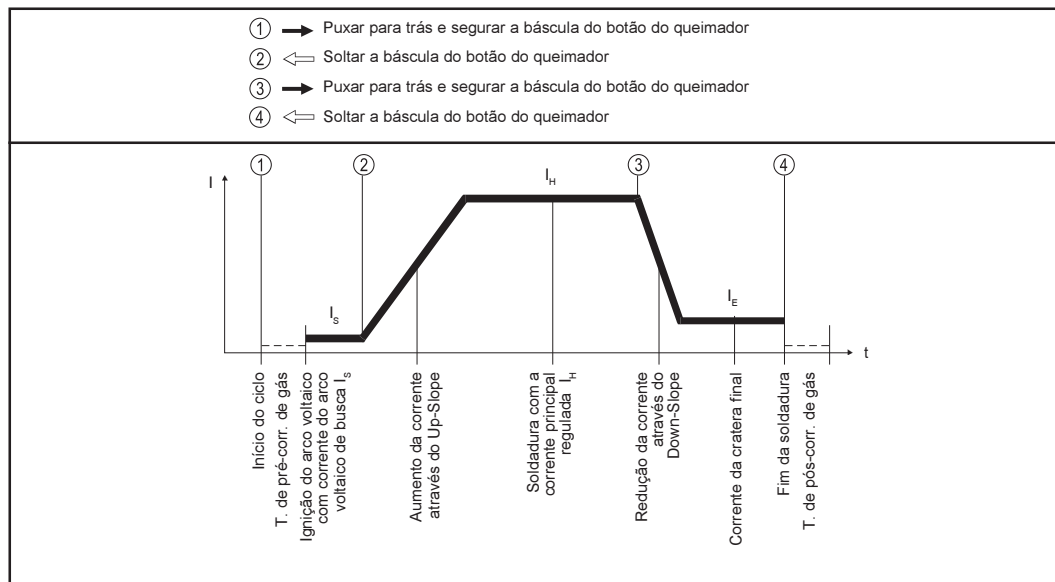 1 Puxar para trás e segurar a báscula do botão do queimador
2 Soltar a báscula do botão do queimador
3 Puxar para trás e segurar a báscula do botão do queimador
4 Soltar a báscula do botão do queimador
1
2
3
4
I
I_H
I_S
I_E
t
Início do ciclo
T. de pré-corr. de gás
Ignição do arco voltaico
com corrente do arco
voltaico de busca I_S
Aumento da corrente
através do Up-Slope
Soldadura com a
corrente principal
regulada I_H
Redução da corrente
através do
Down-Slope
Corrente da cratera final
Fim da soldadura
T. de pós-corr. de gás